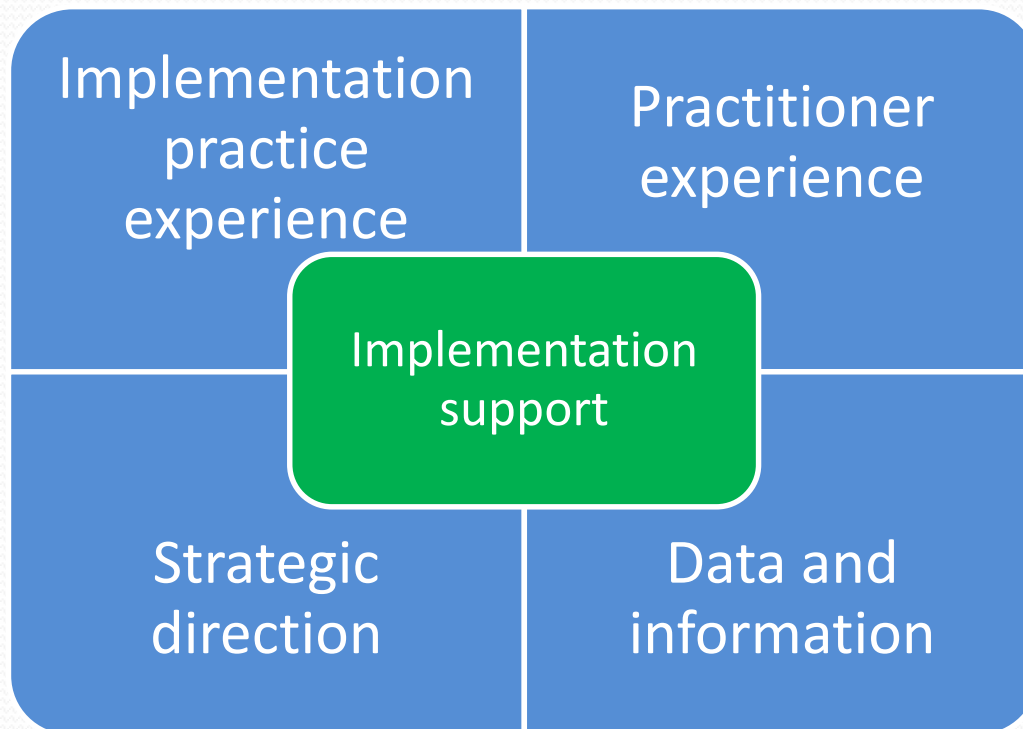 Implementation
practice
experience
Practitioner
experience
Implementation
support
Strategic
direction
Data and
information